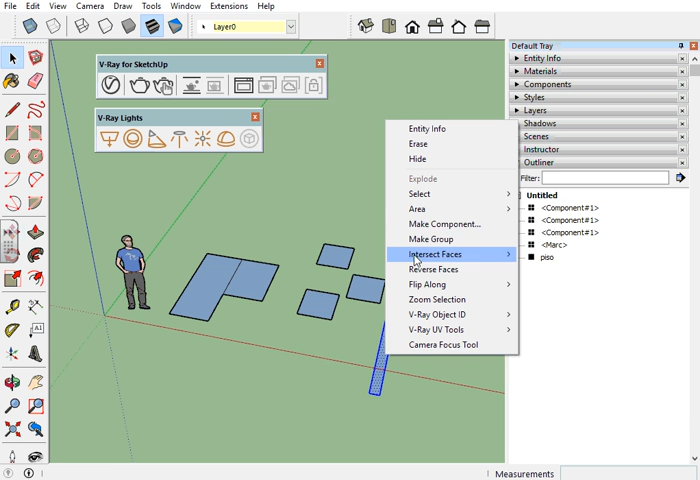 File Edit View Camera Draw Tools Window Extensions Help
Layer0
Default Tray
Entity Info
Materials
Components
Styles
Layers
Shadows
Scenes
Instructor
Outliner
Filter:
Untitled
<Component#1>
<Component#1>
<Component#1>
<Marc>
piso
V-Ray for SketchUp
V-Ray Lights
Entity Info
Erase
Hide
Explode
Select
Area
Make Component...
Make Group
Intersect Faces
Reverse Faces
Flip Along
Zoom Selection
V-Ray Object ID
V-Ray UV Tools
Camera Focus Tool
Measurements